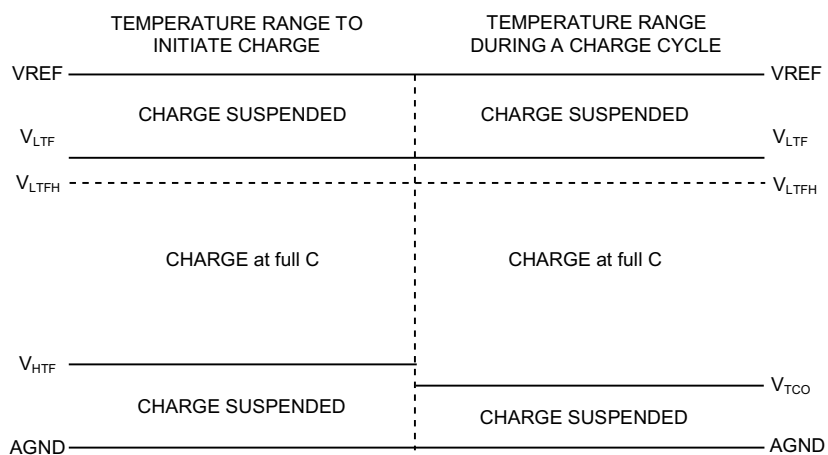 TEMPERATURE RANGE TO
INITIATE CHARGE
TEMPERATURE RANGE
DURING A CHARGE CYCLE
VREF
VREF
CHARGE SUSPENDED
CHARGE SUSPENDED
VLTF
VLTF
VLTFH
VLTFH
CHARGE at full C
CHARGE at full C
VHTF
VTCO
CHARGE SUSPENDED
CHARGE SUSPENDED
AGND
AGND